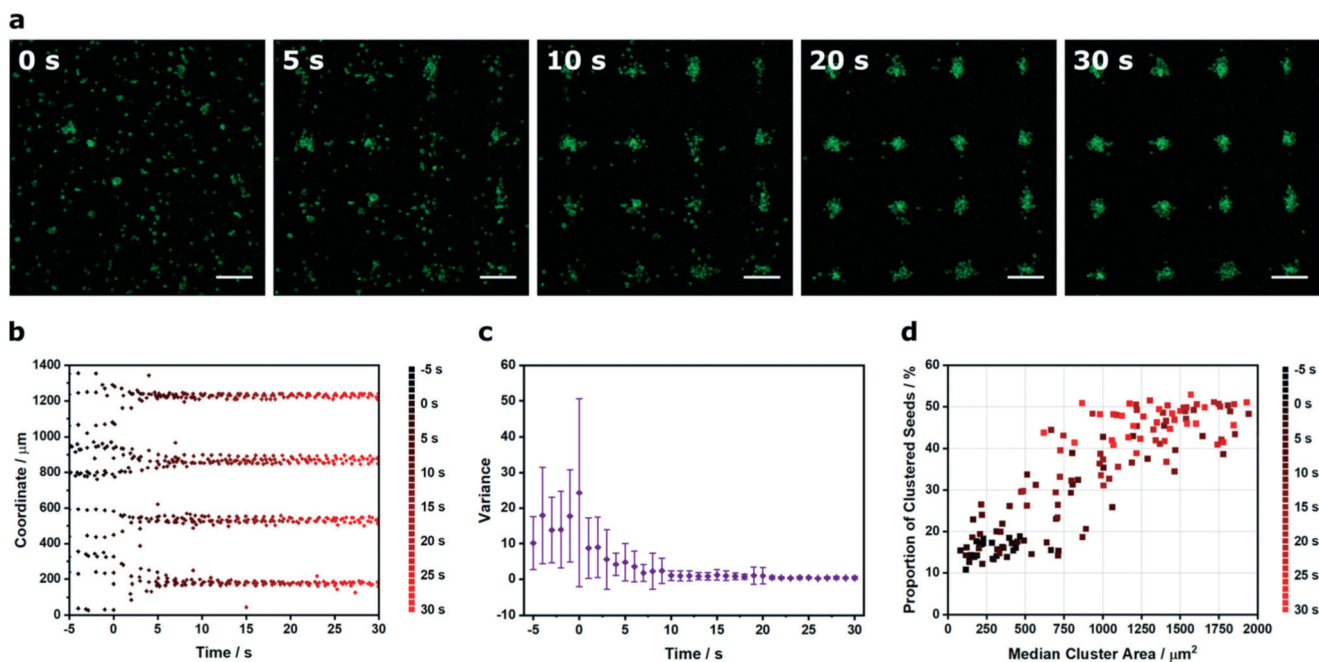 a
0 s
5 s
10 s
20 s
30 s
b
c
d
1400
1200
1000
800
600
400
200
0
Coordinate / μm
-5 0 5 10 15 20 25 30
Time / s
-5 s
0 s
5 s
10 s
15 s
20 s
25 s
30 s
60
50
40
30
20
10
0
-10
Variance
-5 0 5 10 15 20 25 30
Time / s
60
50
40
30
20
10
0
Proportion of Clustered Seeds / %
0 250 500 750 1000 1250 1500 1750 2000
Median Cluster Area / μm²
-5 s
0 s
5 s
10 s
15 s
20 s
25 s
30 s